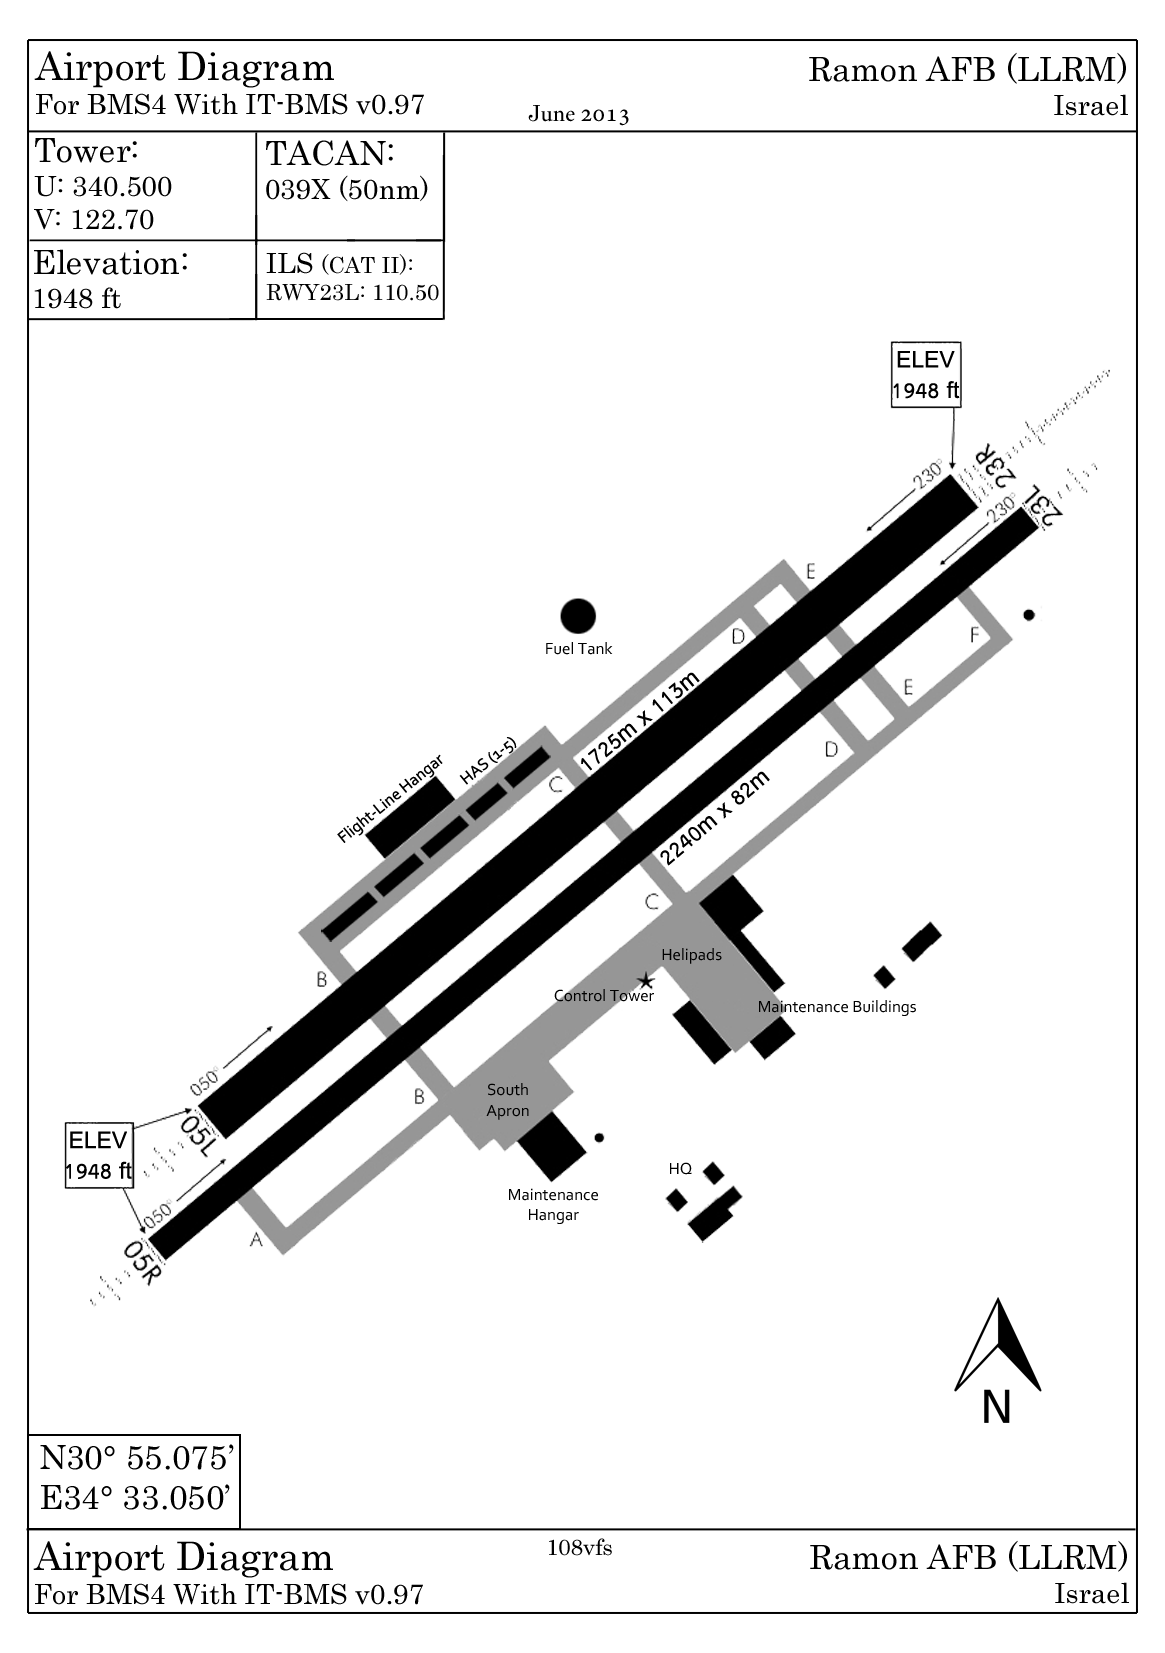 Airport Diagram
For BMS4 With IT-BMS v0.97
June 2013
Ramon AFB (LLRM)
Israel
Tower:
U: 340.500
V: 122.70
TACAN:
039X (50nm)
Elevation:
1948 ft
ILS (CAT II):
RWY23L: 110.50
ELEV
1948 ft
230°
23R
230°
23L
E
D
F
Fuel Tank
1725m x 113m
E
D
HAS (1-5)
Flight-Line Hangar
C
2240m x 82m
C
Helipads
B
Control Tower
Maintenance Buildings
050°
B
South
Apron
05L
ELEV
1948 ft
HQ
Maintenance
Hangar
050°
A
05R
N
N30° 55.075'
E34° 33.050'
Airport Diagram
For BMS4 With IT-BMS v0.97
108vfs
Ramon AFB (LLRM)
Israel